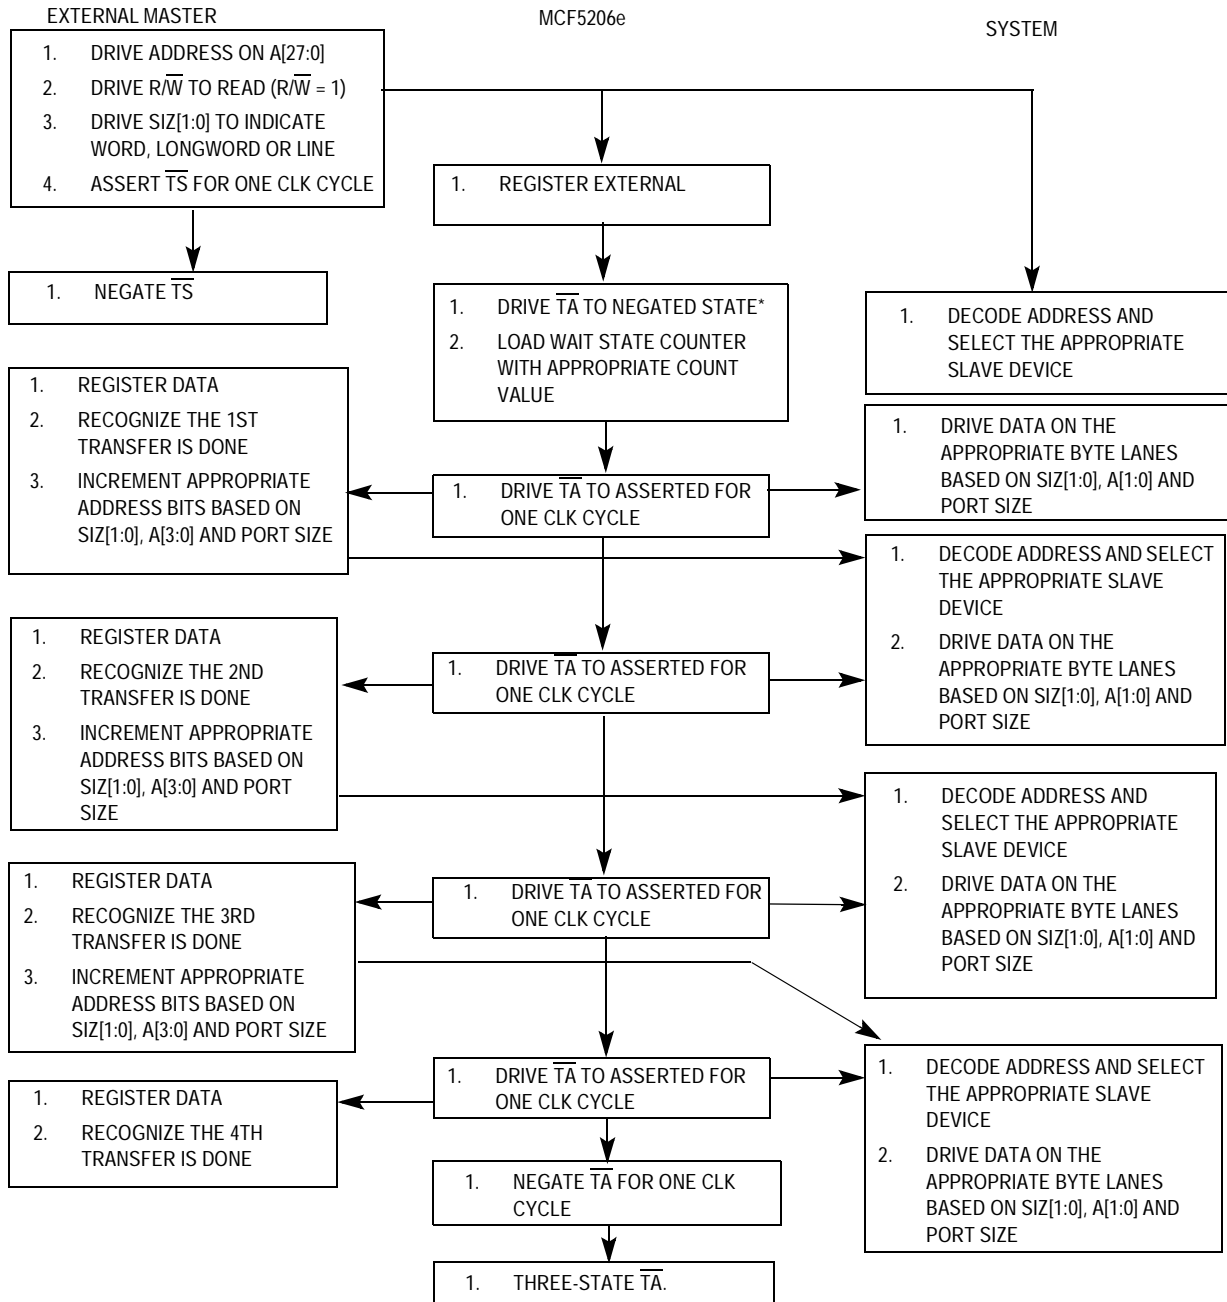 EXTERNAL MASTER
MCF5206e
SYSTEM
1. DRIVE ADDRESS ON A[27:0]
2. DRIVE R/W̅ TO READ (R/W̅ = 1)
3. DRIVE SIZ[1:0] TO INDICATE
WORD, LONGWORD OR LINE
4. ASSERT T̅S̅ FOR ONE CLK CYCLE
1. REGISTER EXTERNAL
1. NEGATE T̅S̅
1. DRIVE T̅A̅ TO NEGATED STATE*
2. LOAD WAIT STATE COUNTER
WITH APPROPRIATE COUNT
VALUE
1. DECODE ADDRESS AND
SELECT THE APPROPRIATE
SLAVE DEVICE
1. REGISTER DATA
2. RECOGNIZE THE 1ST
TRANSFER IS DONE
3. INCREMENT APPROPRIATE
ADDRESS BITS BASED ON
SIZ[1:0], A[3:0] AND PORT SIZE
1. DRIVE T̅A̅ TO ASSERTED FOR
ONE CLK CYCLE
1. DRIVE DATA ON THE
APPROPRIATE BYTE LANES
BASED ON SIZ[1:0], A[1:0] AND
PORT SIZE
1. DECODE ADDRESS AND SELECT
THE APPROPRIATE SLAVE
DEVICE
2. DRIVE DATA ON THE
APPROPRIATE BYTE LANES
BASED ON SIZ[1:0], A[1:0] AND
PORT SIZE
1. REGISTER DATA
2. RECOGNIZE THE 2ND
TRANSFER IS DONE
3. INCREMENT APPROPRIATE
ADDRESS BITS BASED ON
SIZ[1:0], A[3:0] AND PORT
SIZE
1. DRIVE T̅A̅ TO ASSERTED FOR
ONE CLK CYCLE
1. DECODE ADDRESS AND
SELECT THE APPROPRIATE
SLAVE DEVICE
2. DRIVE DATA ON THE
APPROPRIATE BYTE LANES
BASED ON SIZ[1:0], A[1:0] AND
PORT SIZE
1. REGISTER DATA
2. RECOGNIZE THE 3RD
TRANSFER IS DONE
3. INCREMENT APPROPRIATE
ADDRESS BITS BASED ON
SIZ[1:0], A[3:0] AND PORT SIZE
1. DRIVE T̅A̅ TO ASSERTED FOR
ONE CLK CYCLE
1. DECODE ADDRESS AND SELECT
THE APPROPRIATE SLAVE
DEVICE
2. DRIVE DATA ON THE
APPROPRIATE BYTE LANES
BASED ON SIZ[1:0], A[1:0] AND
PORT SIZE
1. REGISTER DATA
2. RECOGNIZE THE 4TH
TRANSFER IS DONE
1. DRIVE T̅A̅ TO ASSERTED FOR
ONE CLK CYCLE
1. NEGATE T̅A̅ FOR ONE CLK
CYCLE
1. THREE-STATE T̅A̅.